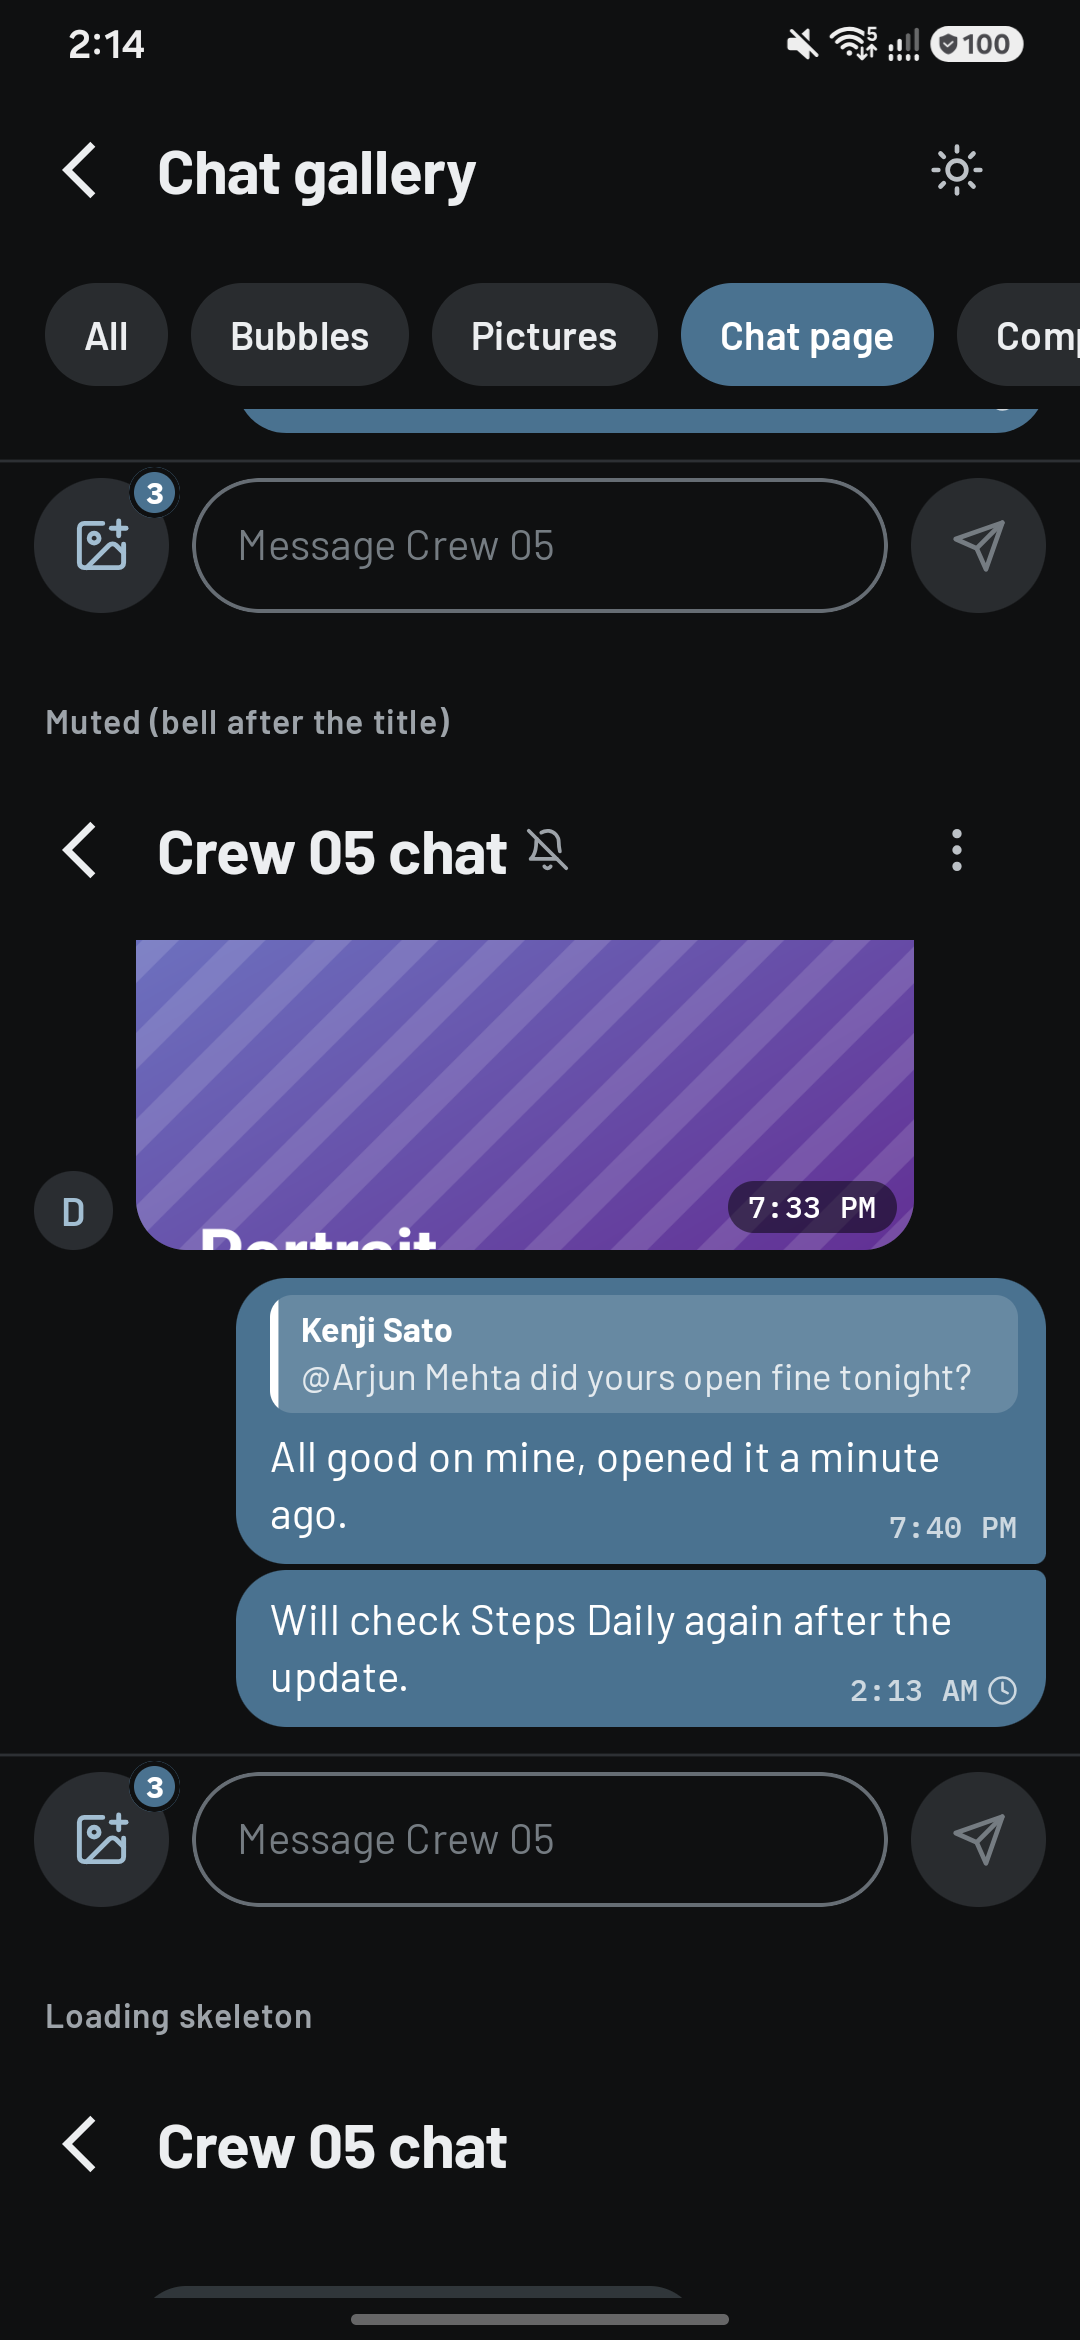 2:14
5
100
Chat gallery
All
Bubbles
Pictures
Chat page
3
Message Crew 05
Muted (bell after the title)
Crew 05 chat
7:33 PM
D
Portrait
Kenji Sato
@Arjun Mehta did yours open fine tonight?
All good on mine, opened it a minute
ago.
7:40 PM
Will check Steps Daily again after the
update.
2:13 AM
3
Message Crew 05
Loading skeleton
Crew 05 chat